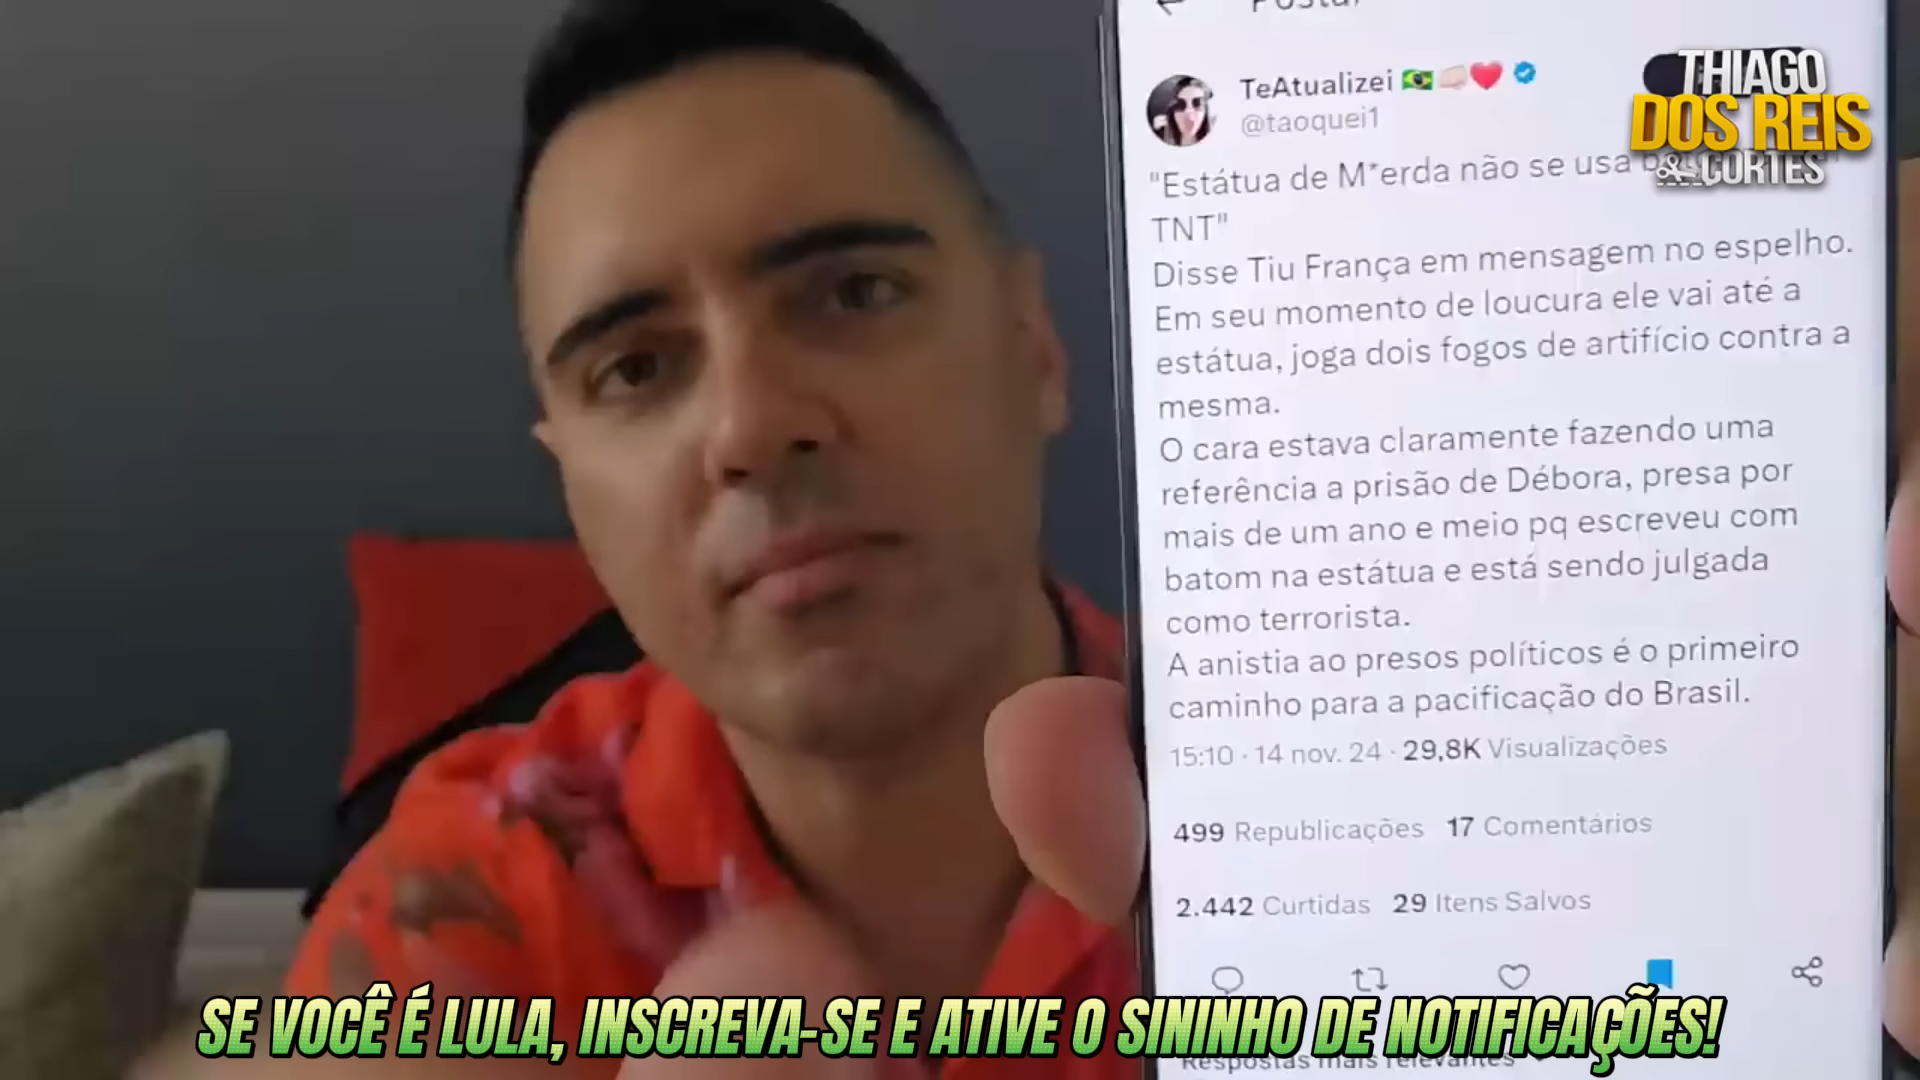 TeAtualizei
@taoquei1
"Estátua de M*erda não se usa
TNT"
Disse Tiu França em mensagem no espelho.
Em seu momento de loucura ele vai até a
estátua, joga dois fogos de artifício contra a
mesma.
O cara estava claramente fazendo uma
referência a prisão de Débora, presa por
mais de um ano e meio pq escreveu com
batom na estátua e está sendo julgada
como terrorista.
A anistia ao presos políticos é o primeiro
caminho para a pacificação do Brasil.
15:10 · 14 nov. 24 · 29,8K Visualizações
499 Republicações 17 Comentários
2.442 Curtidas 29 Itens Salvos
Respostas mais relevantes
THIAGO
DOS REIS
CORTES
SE VOCÊ É LULA, INSCREVA-SE E ATIVE O SININHO DE NOTIFICAÇÕES!